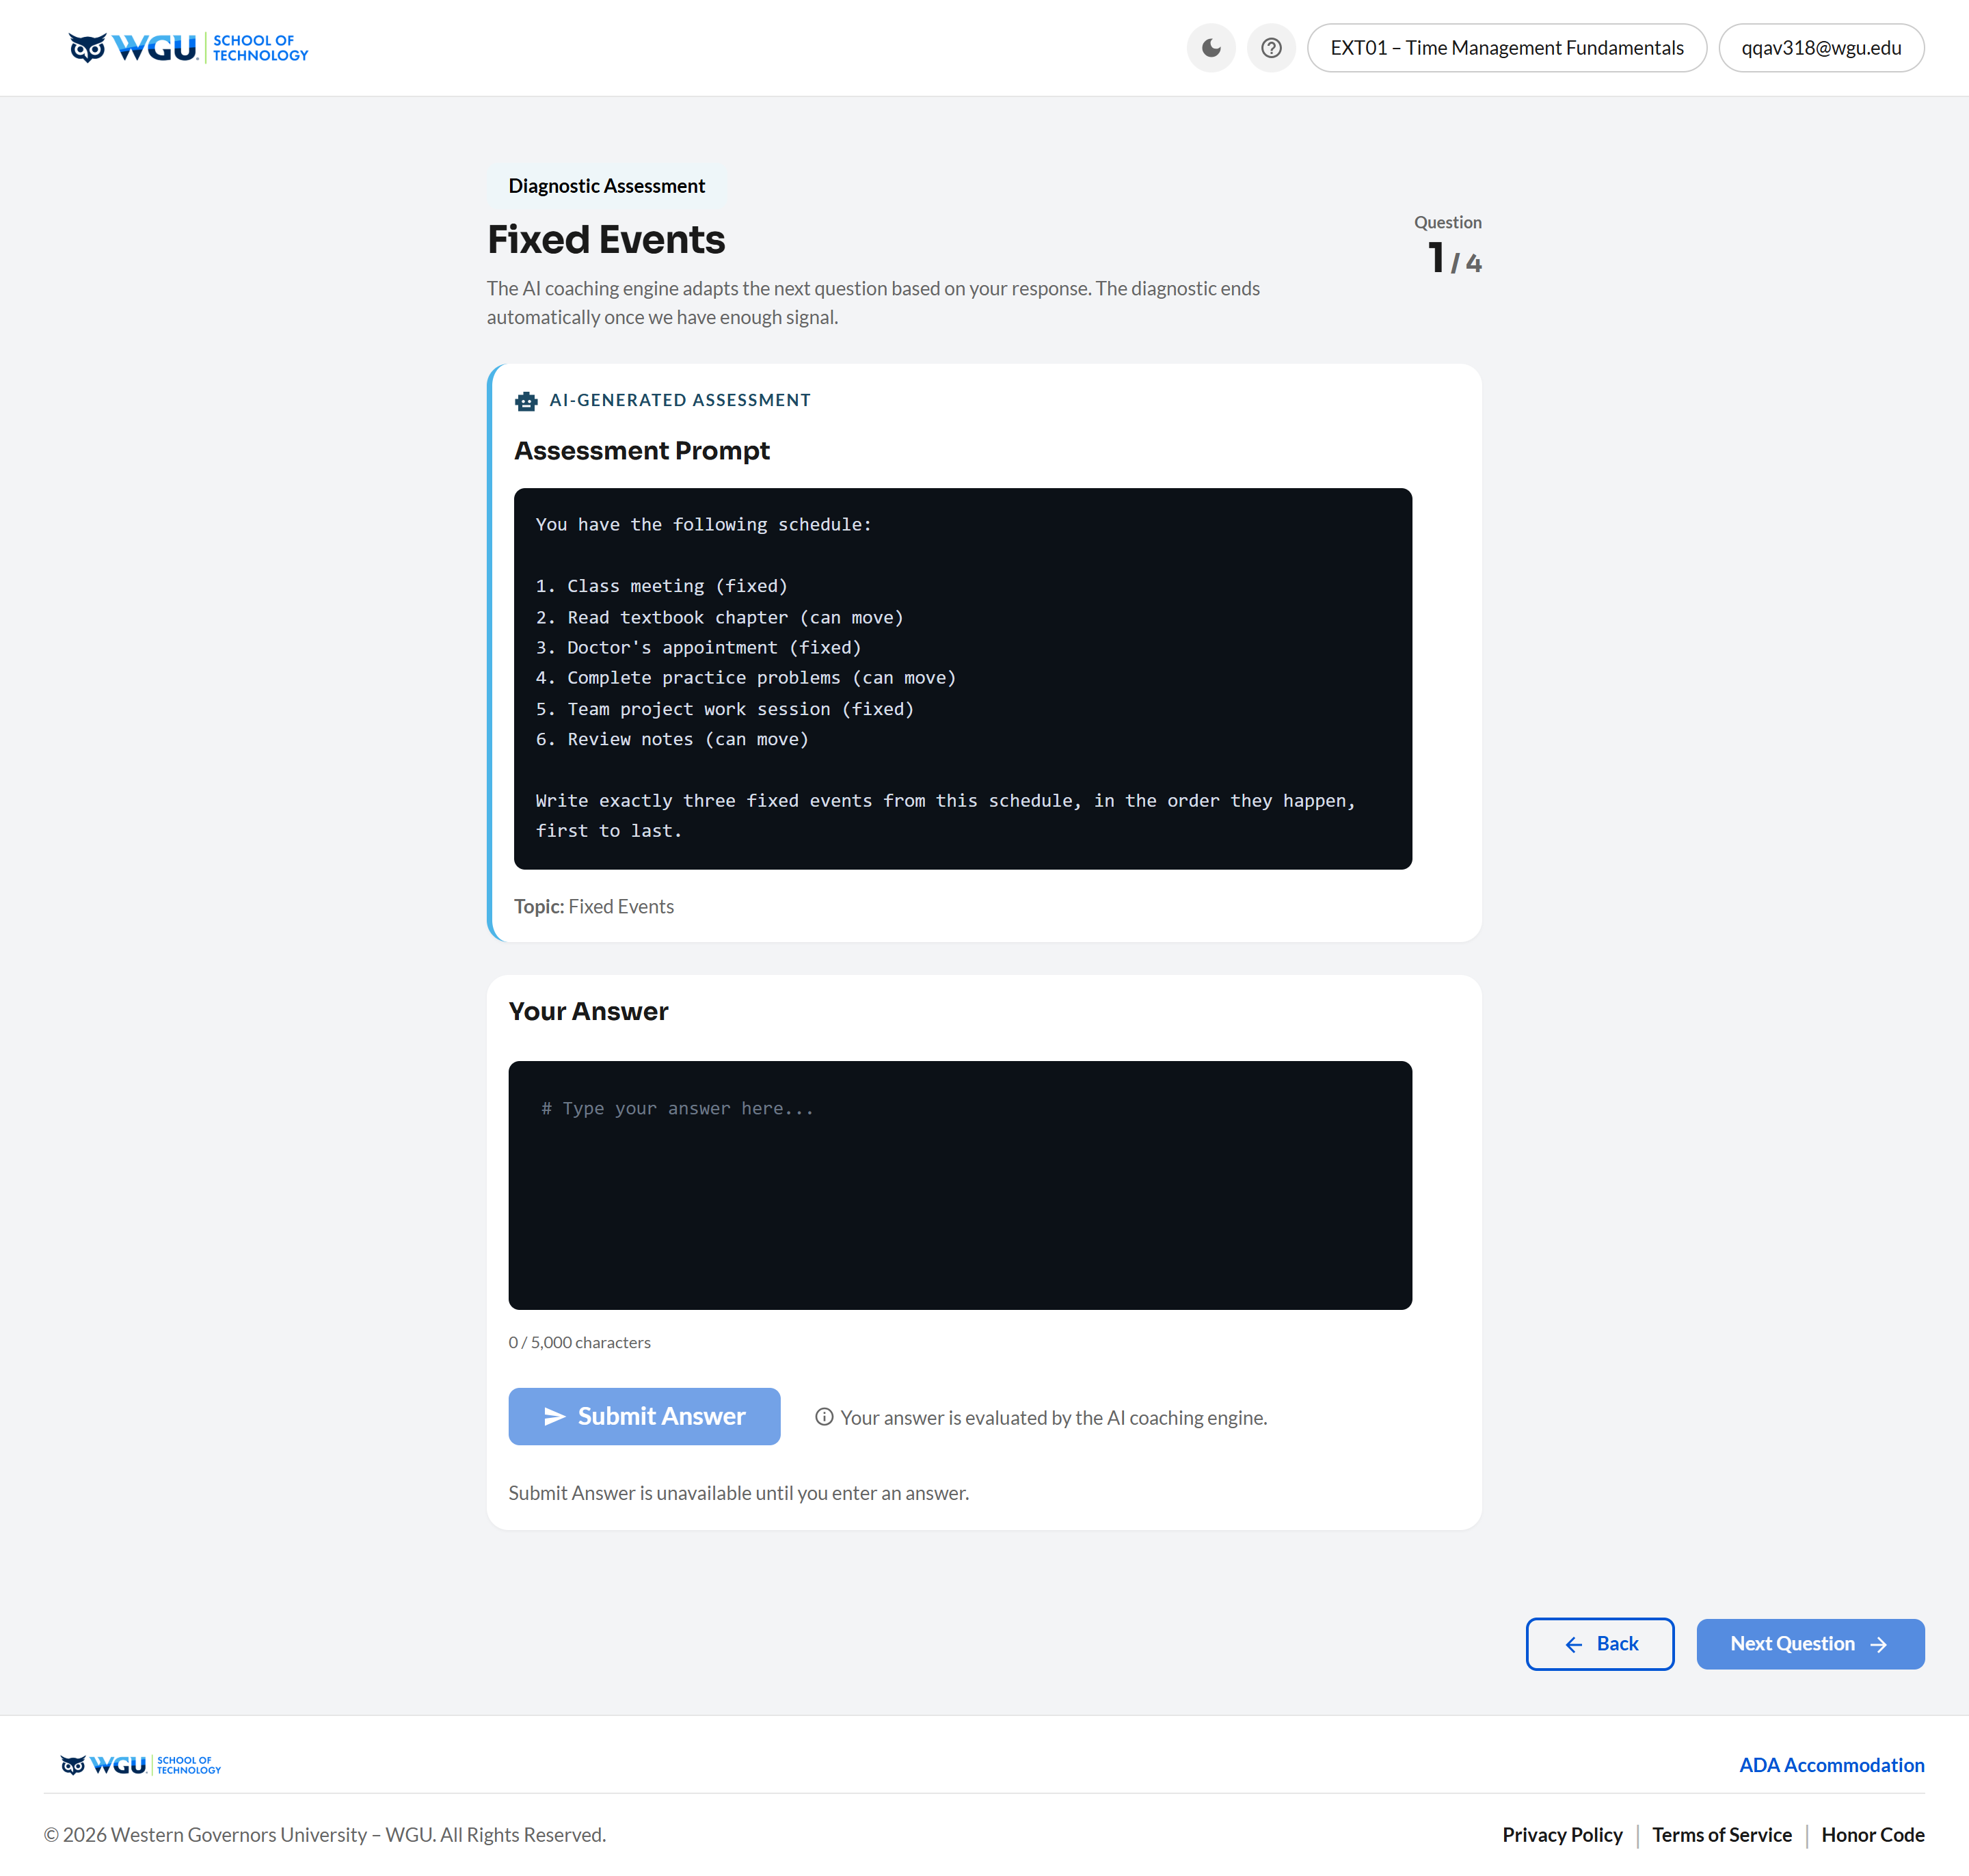 WGU SCHOOL OF TECHNOLOGY
EXT01 – Time Management Fundamentals
qqav318@wgu.edu
Diagnostic Assessment
Fixed Events
Question
1 / 4
The AI coaching engine adapts the next question based on your response. The diagnostic ends
automatically once we have enough signal.
AI-GENERATED ASSESSMENT
Assessment Prompt
You have the following schedule:
1. Class meeting (fixed)
2. Read textbook chapter (can move)
3. Doctor's appointment (fixed)
4. Complete practice problems (can move)
5. Team project work session (fixed)
6. Review notes (can move)
Write exactly three fixed events from this schedule, in the order they happen,
first to last.
Topic: Fixed Events
Your Answer
# Type your answer here...
0 / 5,000 characters
Submit Answer
Your answer is evaluated by the AI coaching engine.
Submit Answer is unavailable until you enter an answer.
Back
Next Question
WGU SCHOOL OF TECHNOLOGY
ADA Accommodation
© 2026 Western Governors University – WGU. All Rights Reserved.
Privacy Policy
Terms of Service
Honor Code